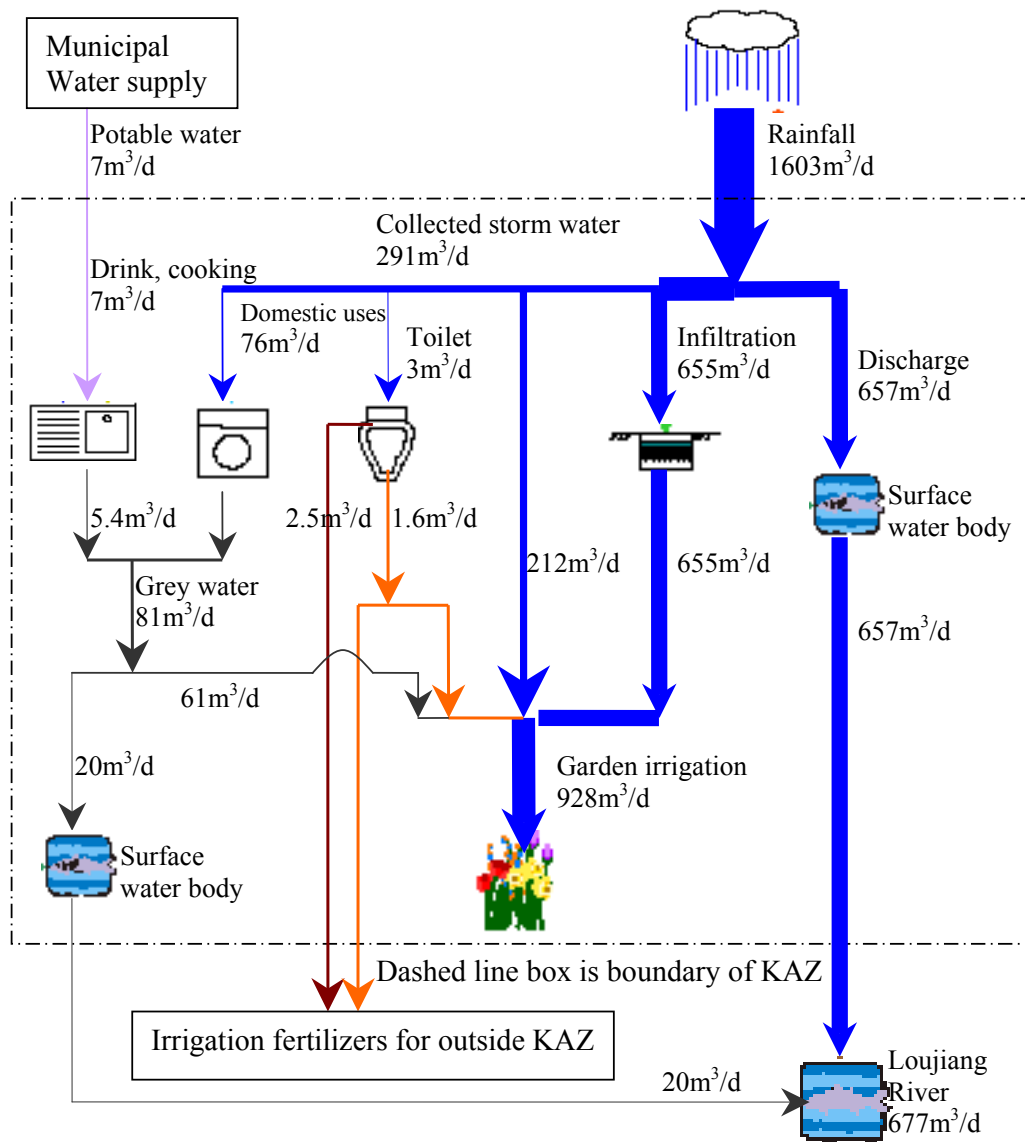 Municipal
Water supply
Potable water
7m³/d
Rainfall
1603m³/d
Collected storm water
291m³/d
Drink, cooking
7m³/d
Domestic uses
76m³/d
Toilet
3m³/d
Infiltration
655m³/d
Discharge
657m³/d
5.4m³/d
2.5m³/d
1.6m³/d
Surface
water body
212m³/d
655m³/d
Grey water
81m³/d
657m³/d
61m³/d
20m³/d
Garden irrigation
928m³/d
Surface
water body
Dashed line box is boundary of KAZ
Irrigation fertilizers for outside KAZ
20m³/d
Loujiang
River
677m³/d